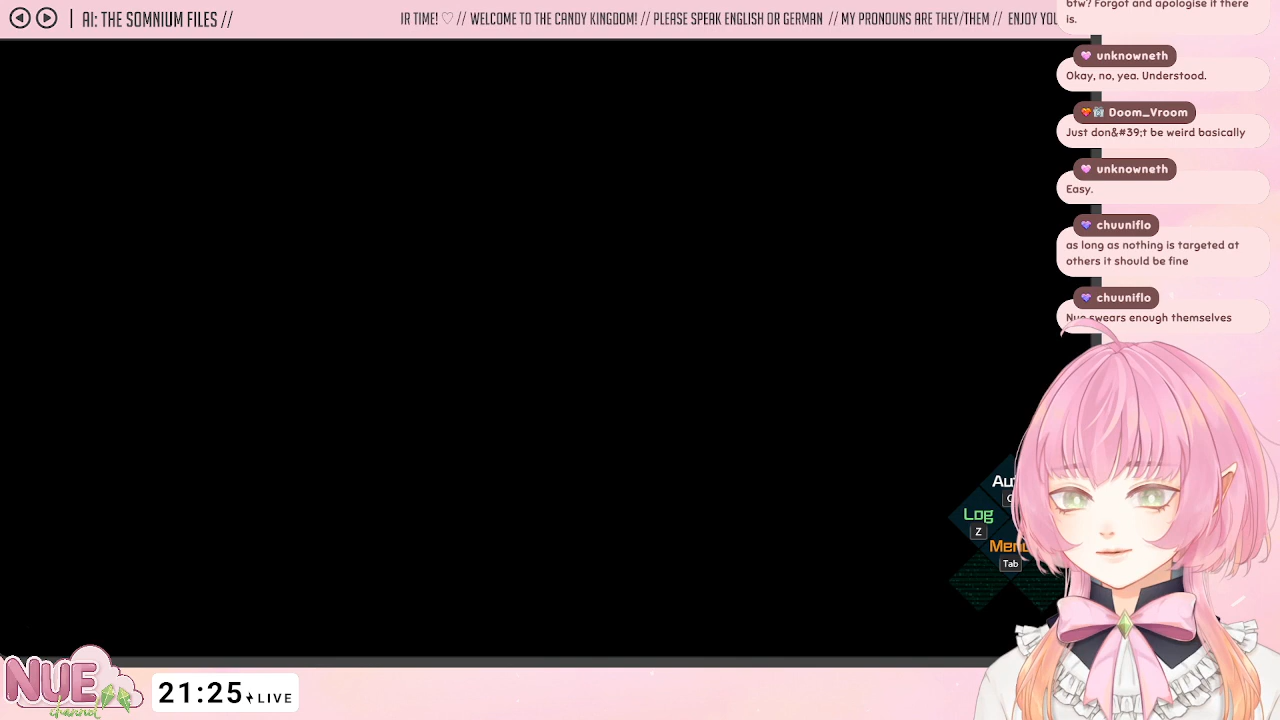 AI: THE SOMNIUM FILES //
IR TIME! ♡ // WELCOME TO THE CANDY KINGDOM! // PLEASE SPEAK ENGLISH OR GERMAN // MY PRONOUNS ARE THEY/THEM // ENJOY YOU
btw? Forgot and apologise if there
is.
unknowneth
Okay, no, yea. Understood.
Doom_Vroom
Just don&#39;t be weird basically
unknowneth
Easy.
chuuniflo
as long as nothing is targeted at
others it should be fine
chuuniflo
Nue swears enough themselves
Au
Log
Z
Menu
Tab
NUE
21:25 LIVE